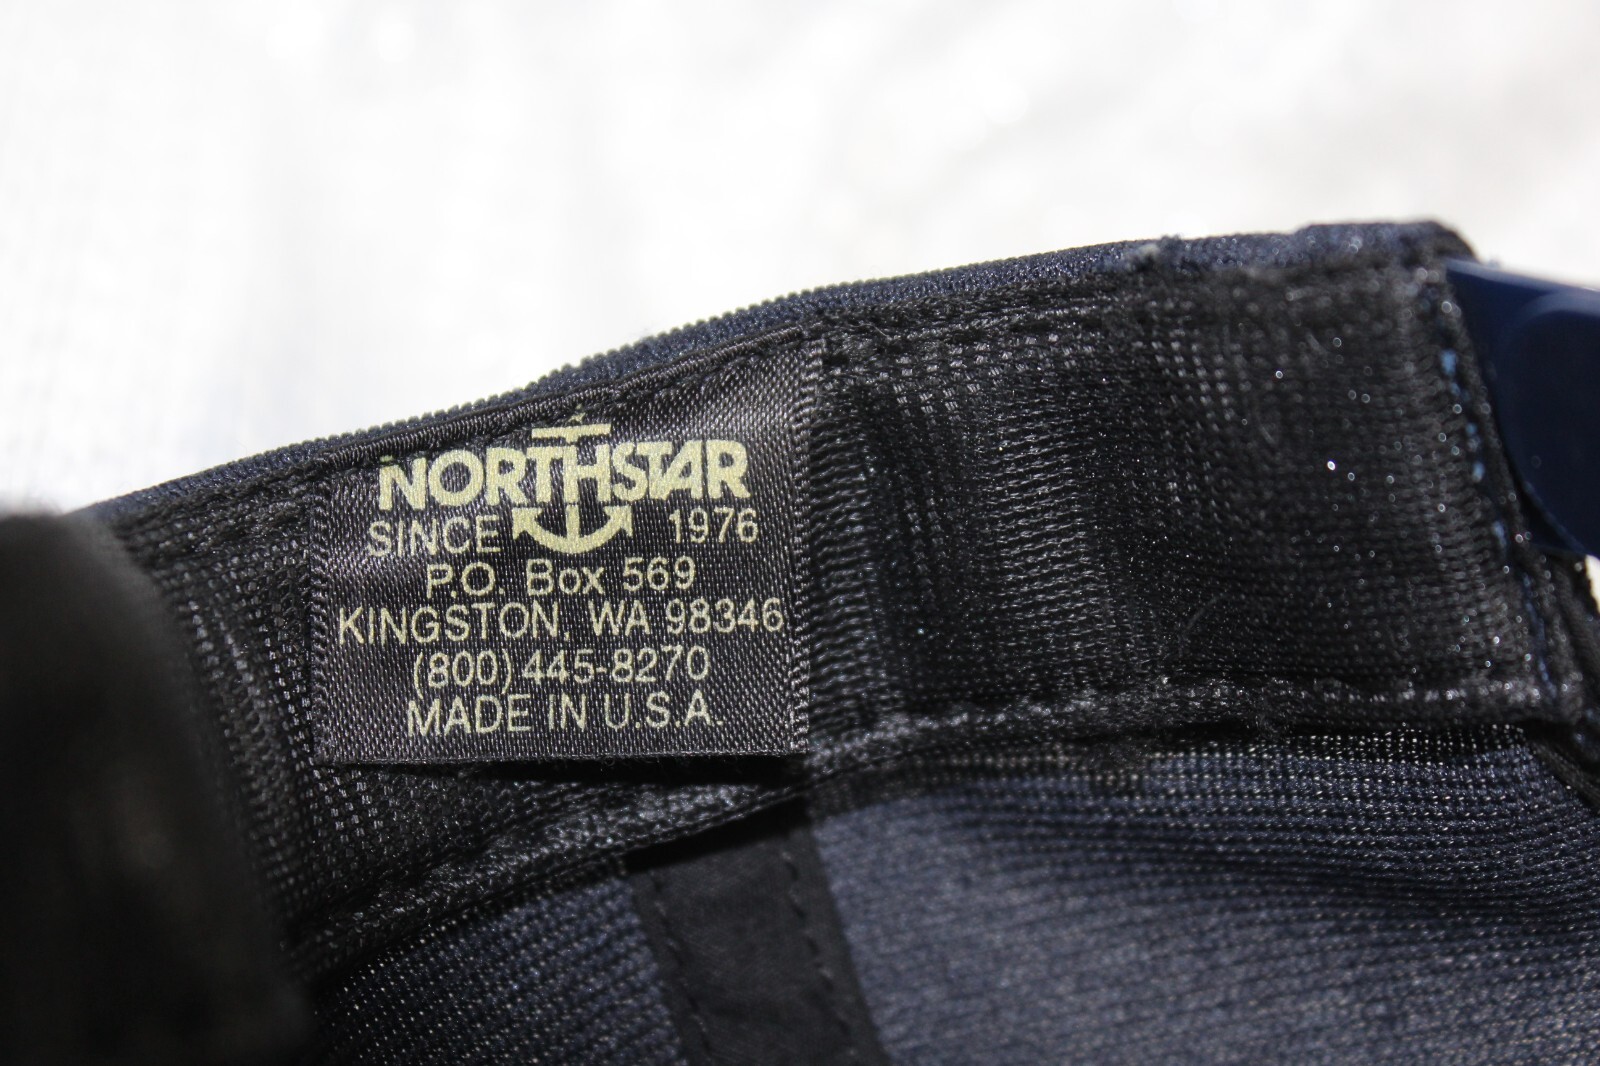 NORTHSTAR
SINCE 1976
P.O. Box 569
KINGSTON, WA 98346
(800) 445-8270
MADE IN U.S.A.